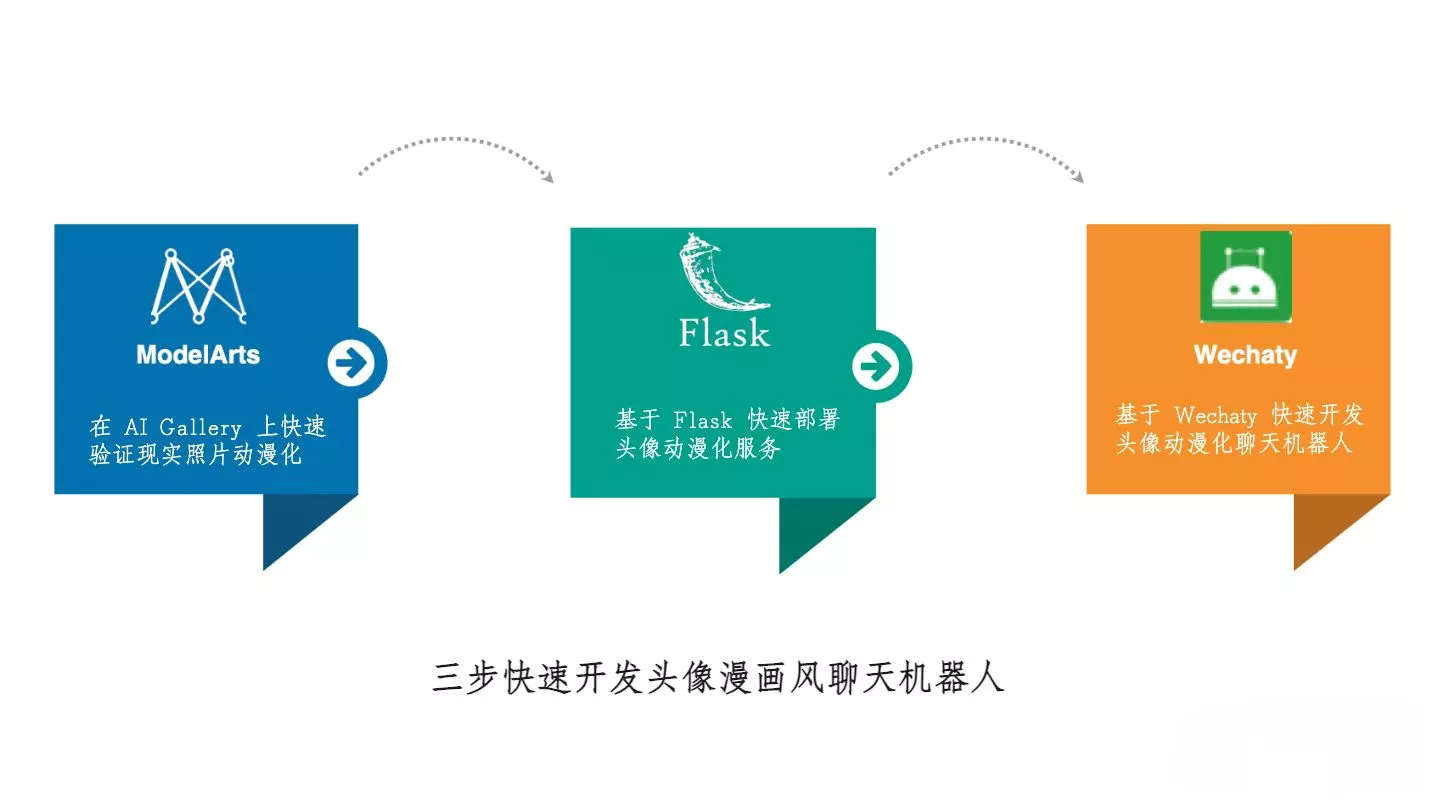 ModelArts
在 AI Gallery 上快速
验证现实照片动漫化
Flask
基于 Flask 快速部署
头像动漫化服务
Wechaty
基于 Wechaty 快速开发
头像动漫化聊天机器人
三步快速开发头像漫画风聊天机器人